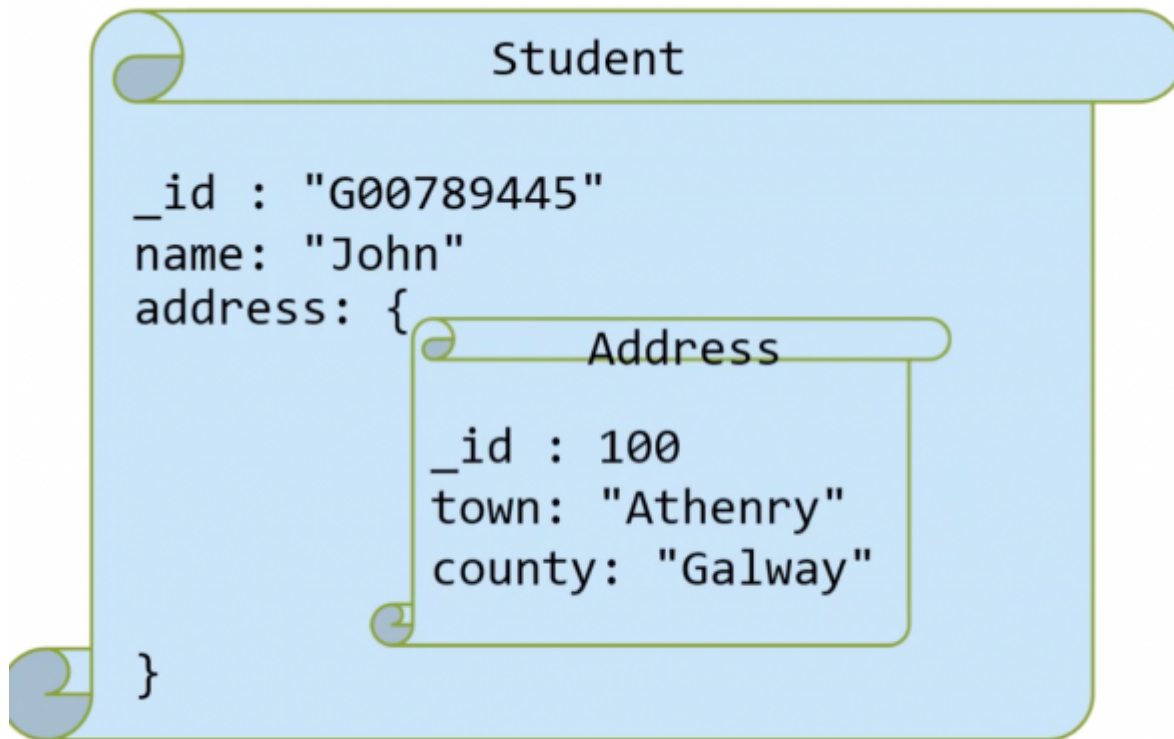 Student
_id : "G00789445"
name: "John"
address: {
Address
_id : 100
town: "Athenry"
county: "Galway"
}